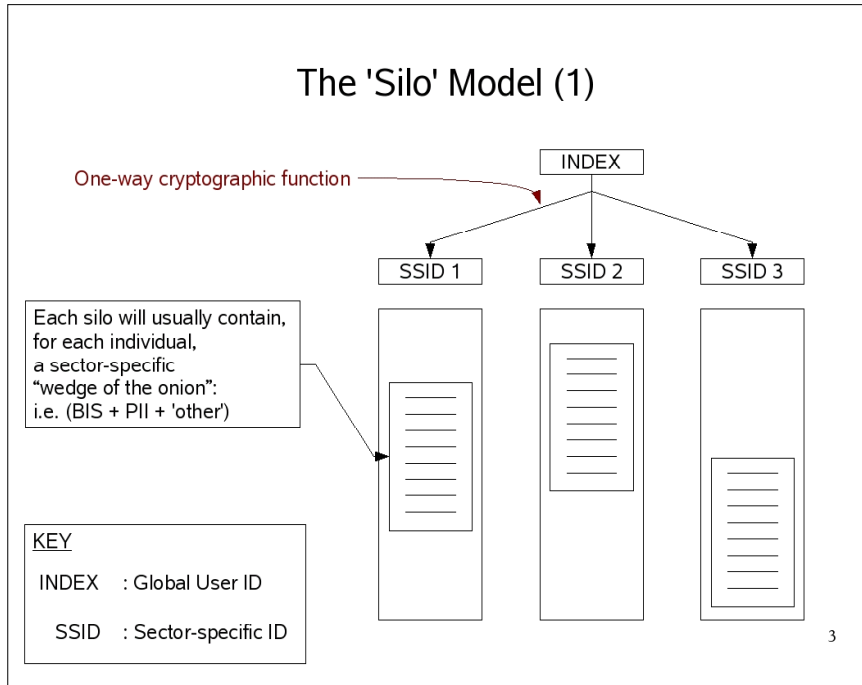 The 'Silo' Model (1)
INDEX
One-way cryptographic function
SSID 1
SSID 2
SSID 3
Each silo will usually contain,
for each individual,
a sector-specific
“wedge of the onion”:
i.e. (BIS + PII + 'other')
KEY
INDEX : Global User ID
SSID : Sector-specific ID
3